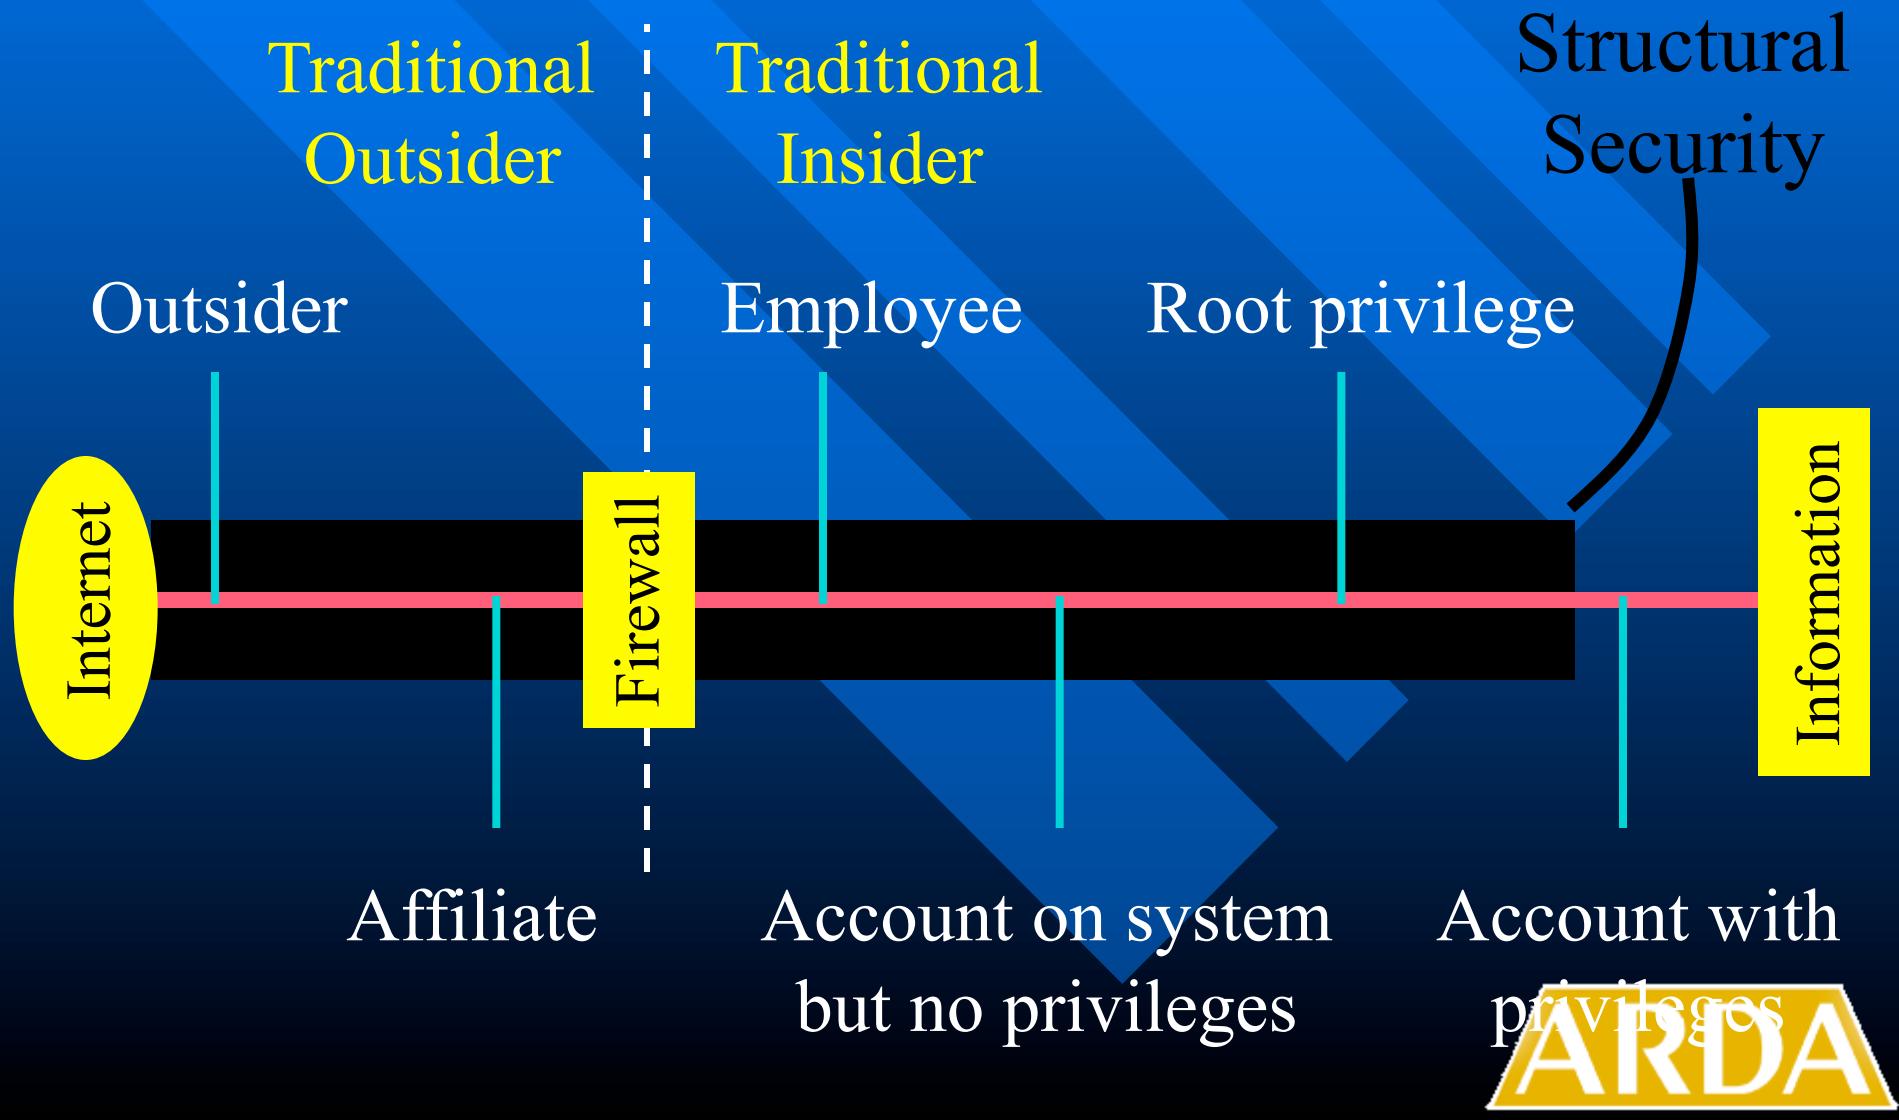 Traditional
Outsider
Traditional
Insider
Structural
Security
Outsider
Employee
Root privilege
Internet
Firewall
Information
Affiliate
Account on system
but no privileges
Account with
privileges
ARDA